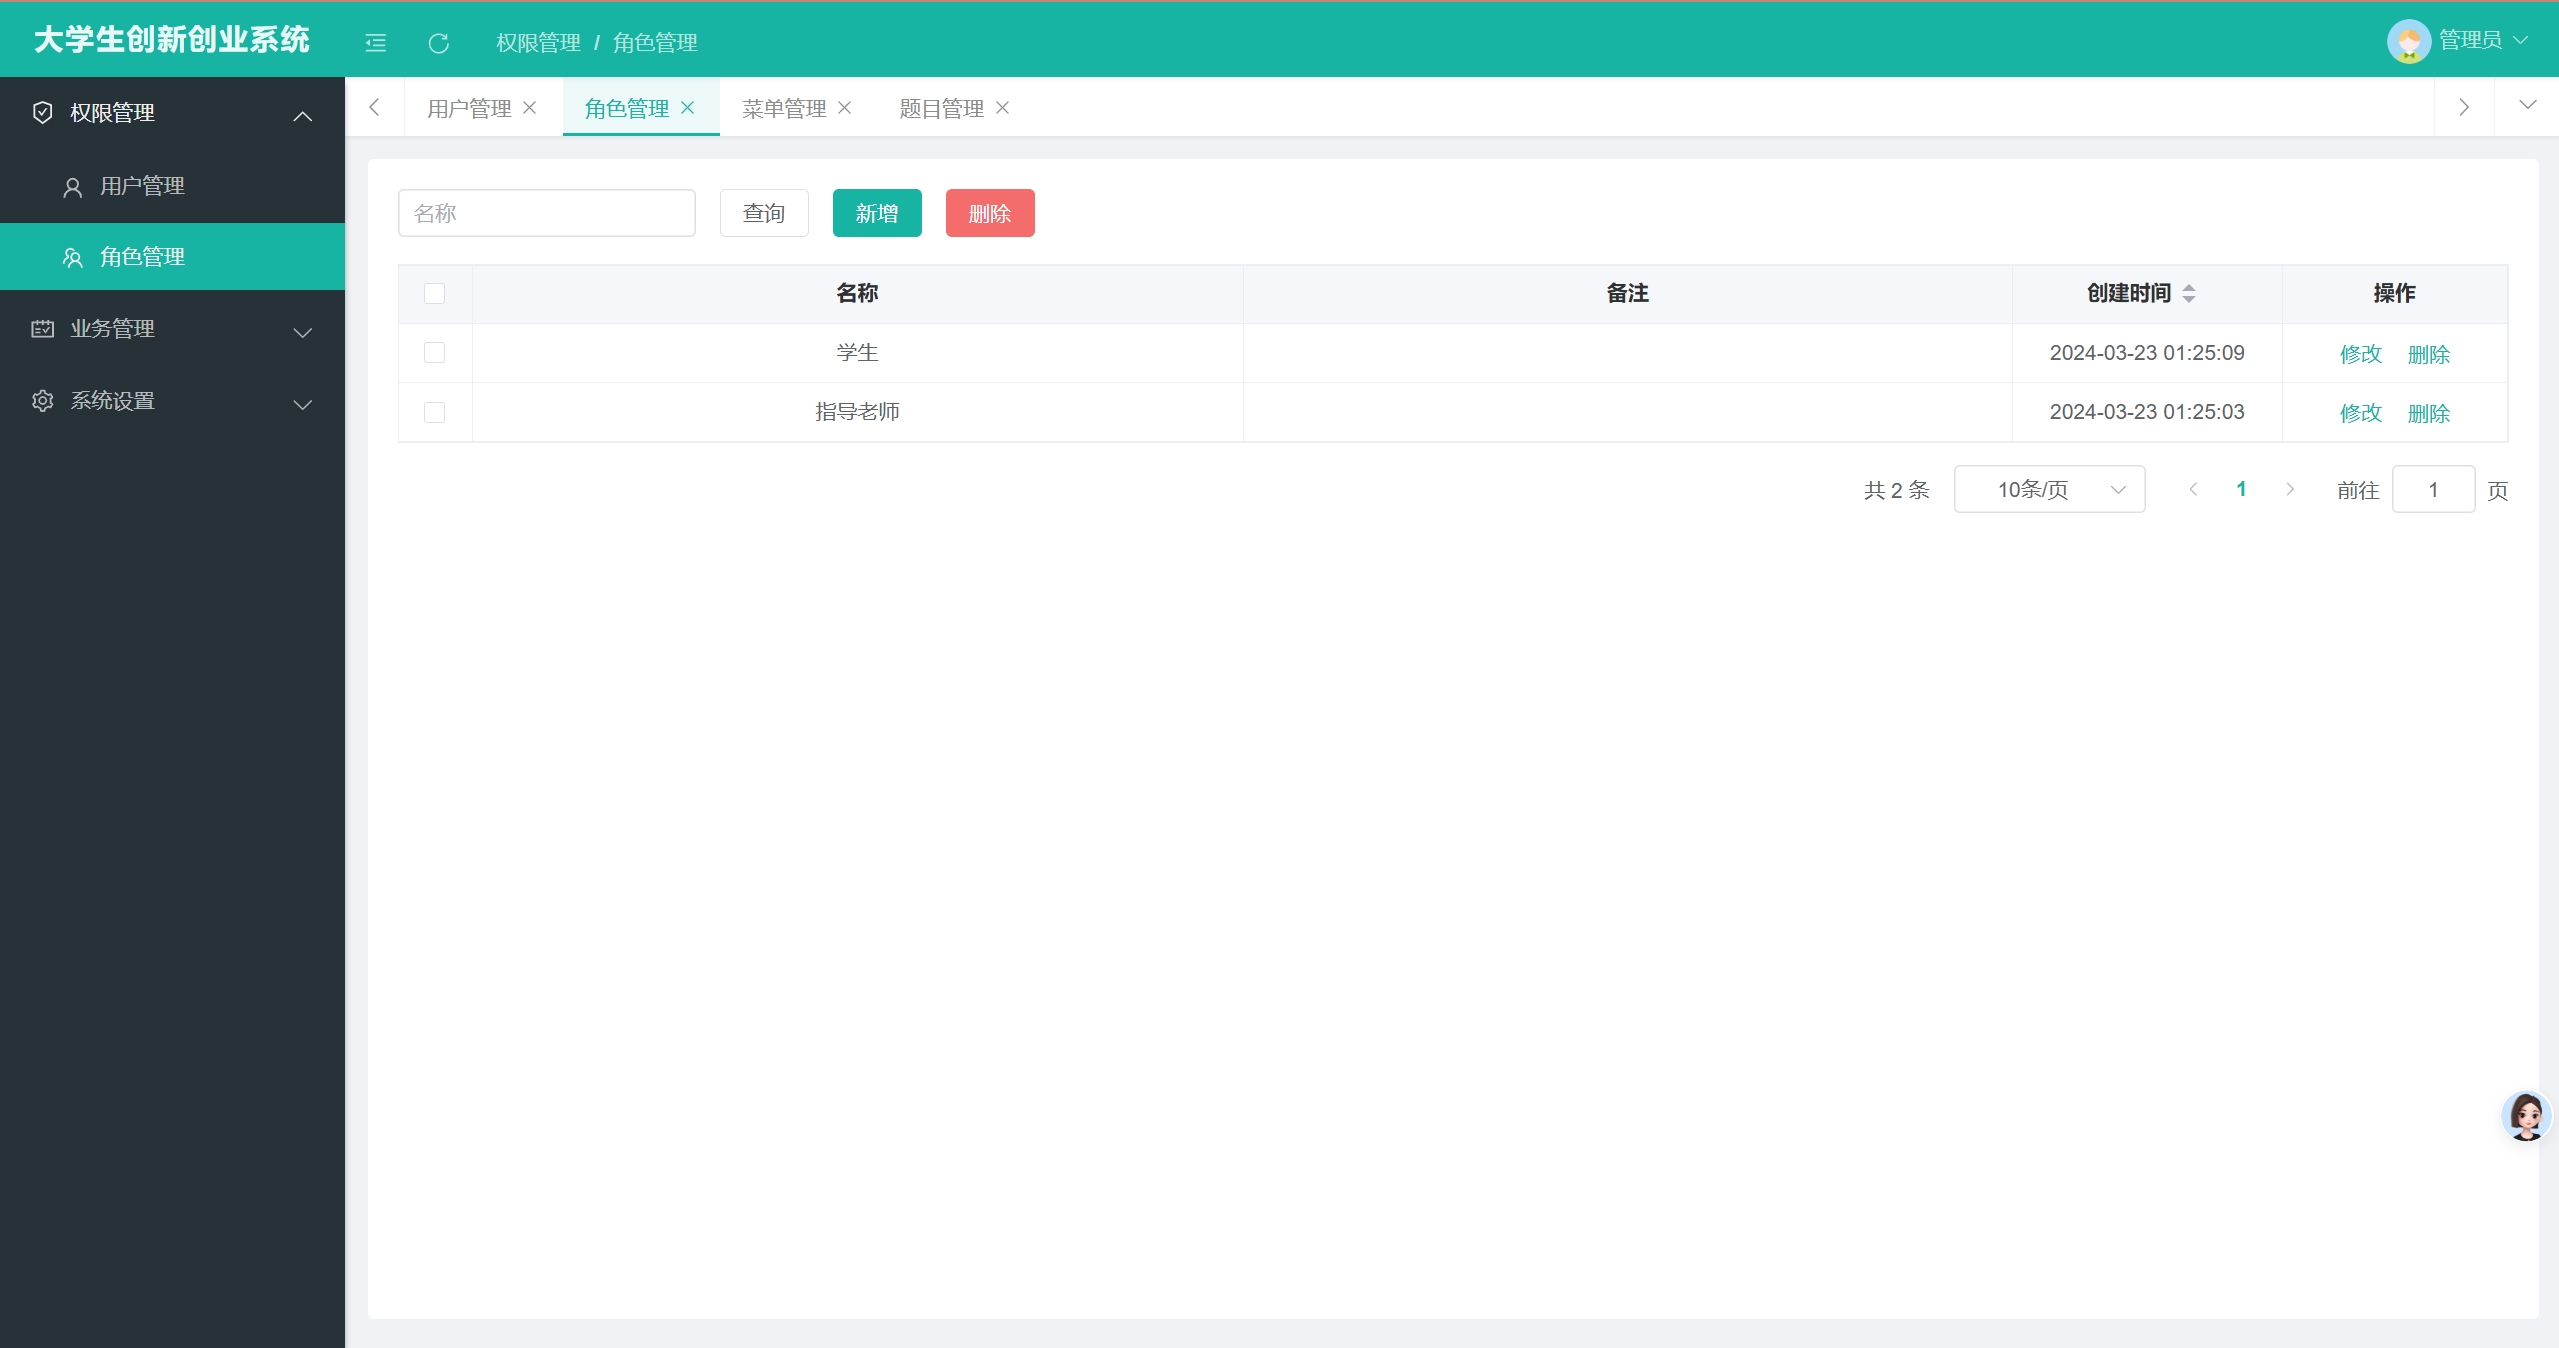 大学生创新创业系统
权限管理 / 角色管理
管理员
权限管理
用户管理
角色管理
业务管理
系统设置
用户管理 角色管理 菜单管理 题目管理
名称 查询 新增 删除
名称 备注 创建时间 操作
学生 2024-03-23 01:25:09 修改 删除
指导老师 2024-03-23 01:25:03 修改 删除
共 2 条 10条/页 1 前往 1 页